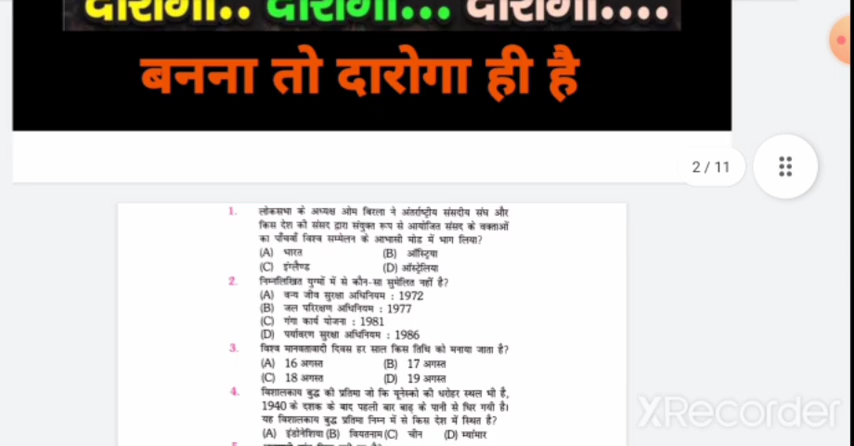 दारोगा.. दारोगा... दारोगा....
बनना तो दारोगा ही है
2 / 11
1. लोकसभा के अध्यक्ष ओम बिरला ने अंतर्राष्ट्रीय संसदीय संघ और
किस देश की संसद द्वारा संयुक्त रूप से आयोजित संसद के वक्ताओं
का पाँचवाँ विश्व सम्मेलन के आभासी मोड में भाग लिया?
(A) भारत (B) ऑस्ट्रिया
(C) इंग्लैण्ड (D) ऑस्ट्रेलिया
2. निम्नलिखित युग्मों में से कौन-सा सुमेलित नहीं है?
(A) वन्य जीव सुरक्षा अधिनियम : 1972
(B) जल परिरक्षण अधिनियम : 1977
(C) गंगा कार्य योजना : 1981
(D) पर्यावरण सुरक्षा अधिनियम : 1986
3. विश्व मानवतावादी दिवस हर साल किस तिथि को मनाया जाता है?
(A) 16 अगस्त (B) 17 अगस्त
(C) 18 अगस्त (D) 19 अगस्त
4. विशालकाय बुद्ध की प्रतिमा जो कि यूनेस्को की धरोहर स्थल भी है,
1940 के दशक के बाद पहली बार बाढ़ के पानी से घिर गयी है।
यह विशालकाय बुद्ध प्रतिमा निम्न में से किस देश में स्थित है?
(A) इंडोनेशिया (B) वियतनाम (C) चीन (D) म्यांमार
XRecorder